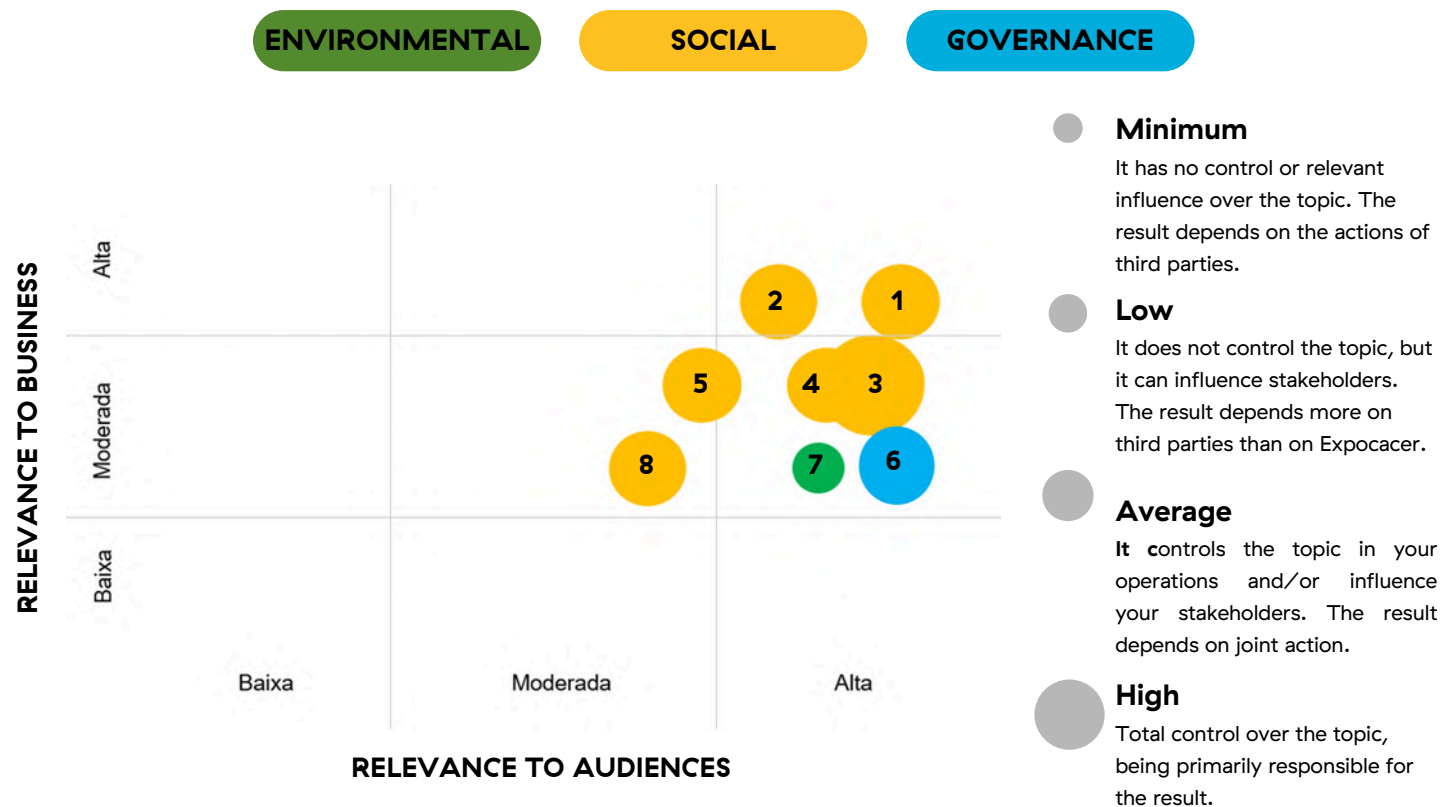 ENVIRONMENTAL
SOCIAL
GOVERNANCE
RELEVANCE TO BUSINESS
Alta
Moderada
Baixa
2
1
5
4
3
8
7
6
Baixa
Moderada
Alta
RELEVANCE TO AUDIENCES
Minimum
It has no control or relevant
influence over the topic. The
result depends on the actions of
third parties.
Low
It does not control the topic, but
it can influence stakeholders.
The result depends more on
third parties than on Expocacer.
Average
It controls the topic in your
operations and/or influence
your stakeholders. The result
depends on joint action.
High
Total control over the topic,
being primarily responsible for
the result.